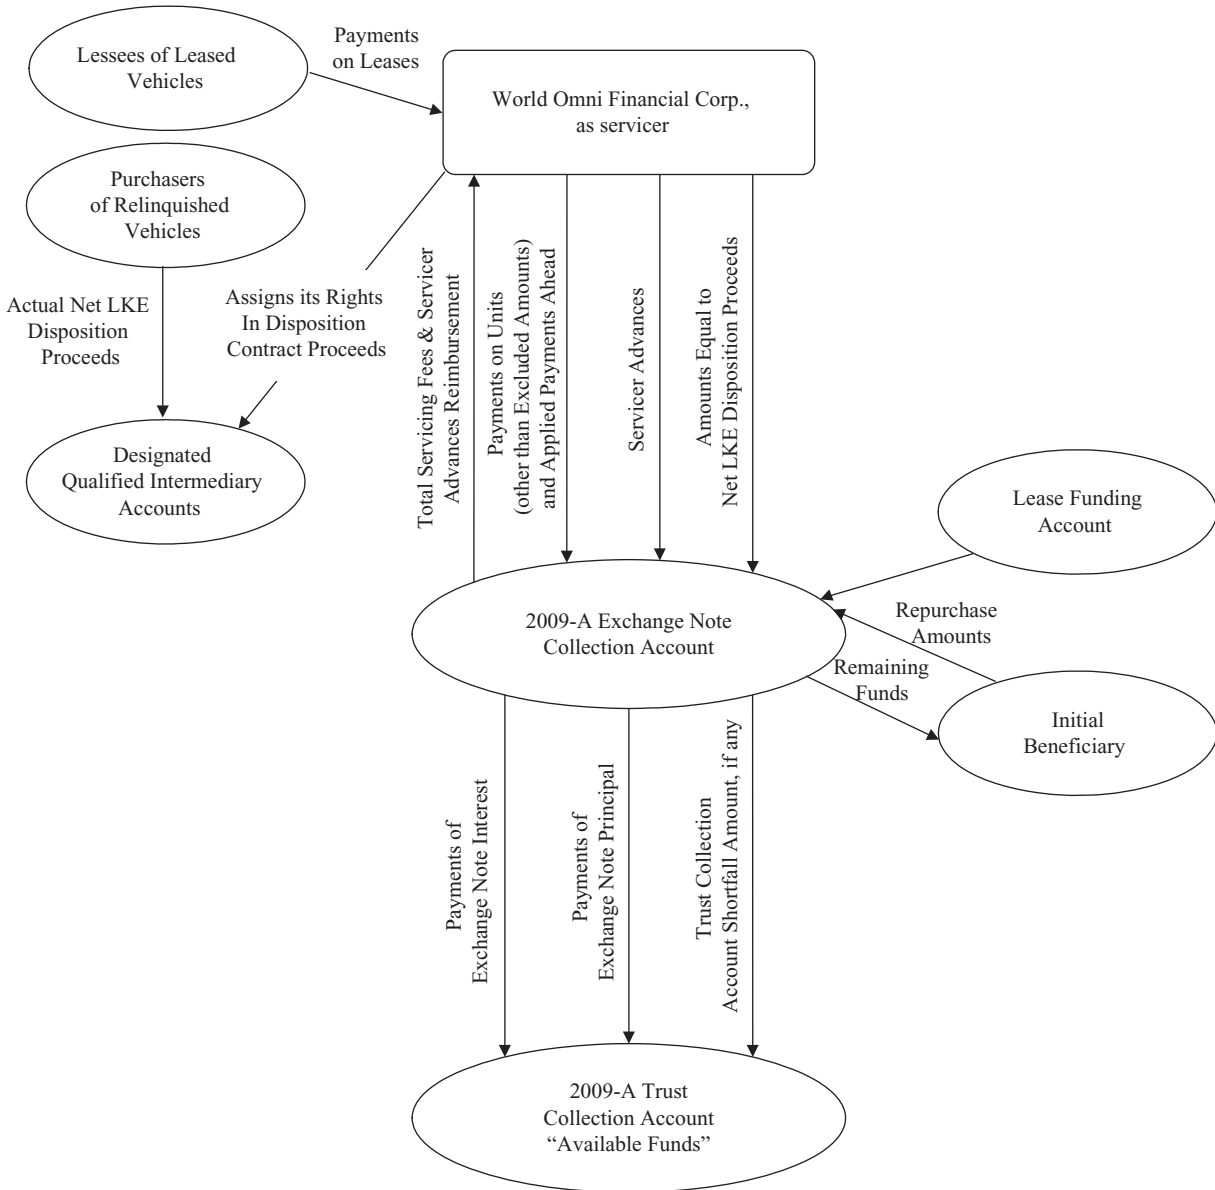 Lessees of Leased
Vehicles
Payments
on Leases
World Omni Financial Corp.,
as servicer
Purchasers
of Relinquished
Vehicles
Actual Net LKE
Disposition
Proceeds
Assigns its Rights
In Disposition
Contract Proceeds
Designated
Qualified Intermediary
Accounts
Total Servicing Fees & Servicer
Advances Reimbursement
Payments on Units
(other than Excluded Amounts)
and Applied Payments Ahead
Servicer Advances
Amounts Equal to
Net LKE Disposition Proceeds
Lease Funding
Account
2009-A Exchange Note
Collection Account
Repurchase
Amounts
Remaining
Funds
Initial
Beneficiary
Payments of
Exchange Note Interest
Payments of
Exchange Note Principal
Trust Collection
Account Shortfall Amount, if any
2009-A Trust
Collection Account
“Available Funds”